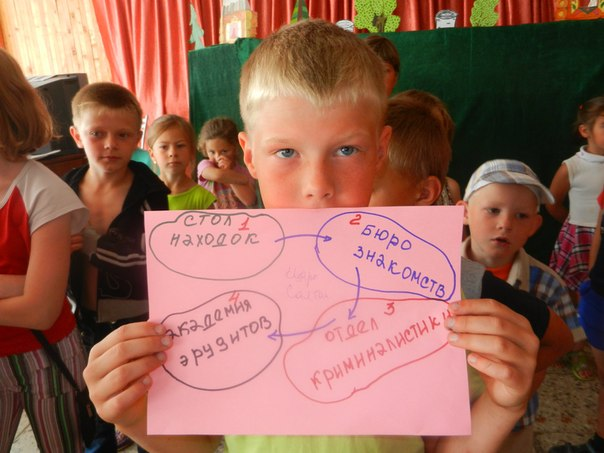 СТОЛ 1
НАХОДОК
2 БЮРО
ЗНАКОМСТВ
3
ОТДЕЛ
КРИМИНАЛИСТИКИ
4
АКАДЕМИЯ
ЭРУДИТОВ